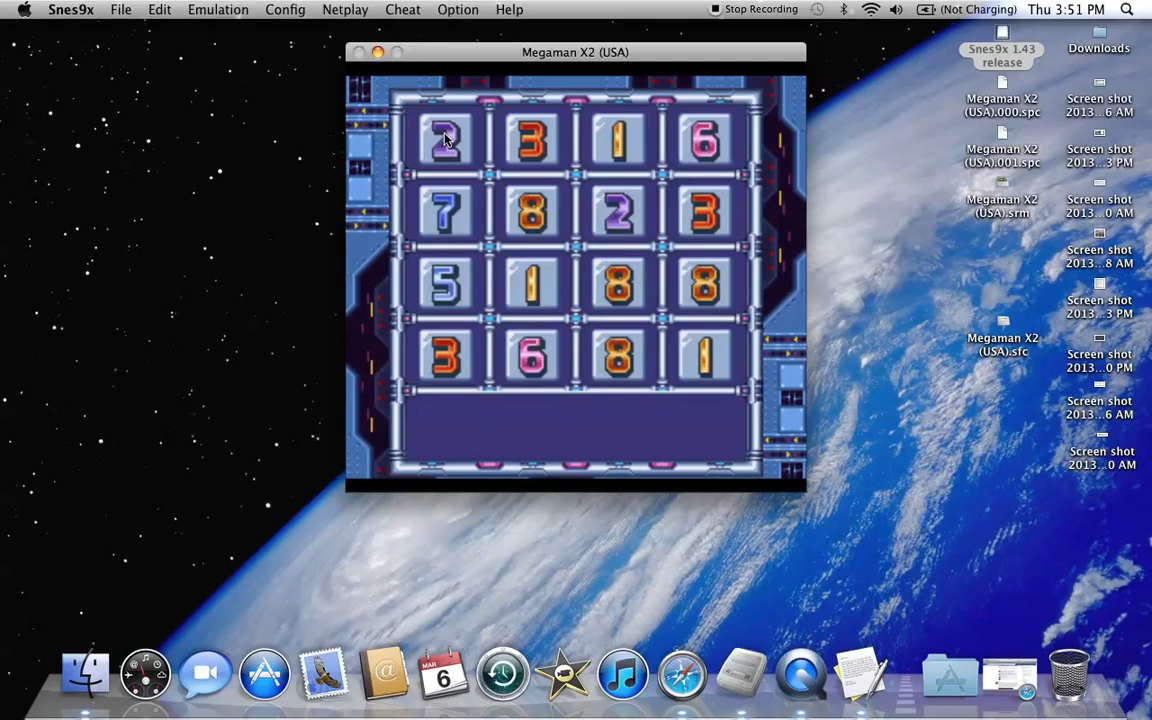 Snes9x File Edit Emulation Config Netplay Cheat Option Help Stop Recording (Not Charging) Thu 3:51 PM
Megaman X2 (USA)
2 3 1 6
7 8 2 3
5 1 8 8
3 6 8 1
Snes9x 1.43
release
Megaman X2
(USA).000.spc
Megaman X2
(USA).001.spc
Megaman X2
(USA).srm
Megaman X2
(USA).sfc
Downloads
Screen shot
2013...6 AM
Screen shot
2013...3 PM
Screen shot
2013...0 AM
Screen shot
2013...8 AM
Screen shot
2013...3 PM
Screen shot
2013...0 PM
Screen shot
2013...6 AM
Screen shot
2013...0 AM
MAR
6